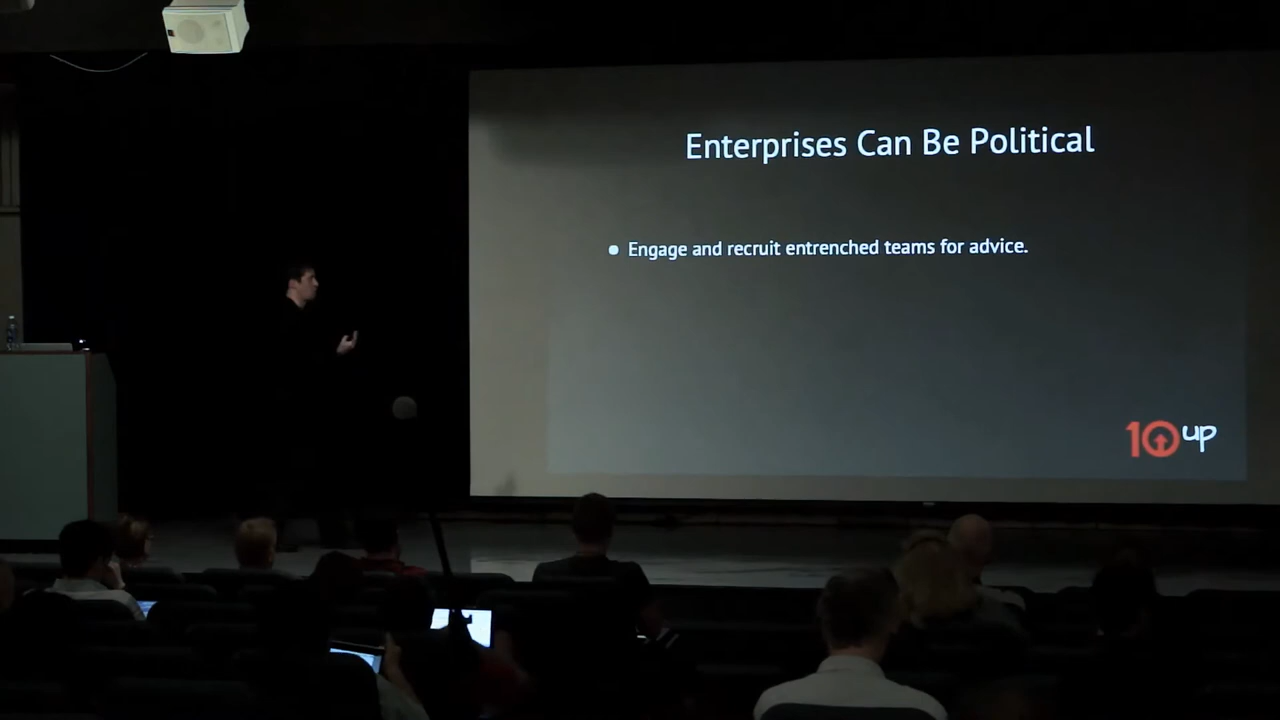 Enterprises Can Be Political
Engage and recruit entrenched teams for advice.
10up